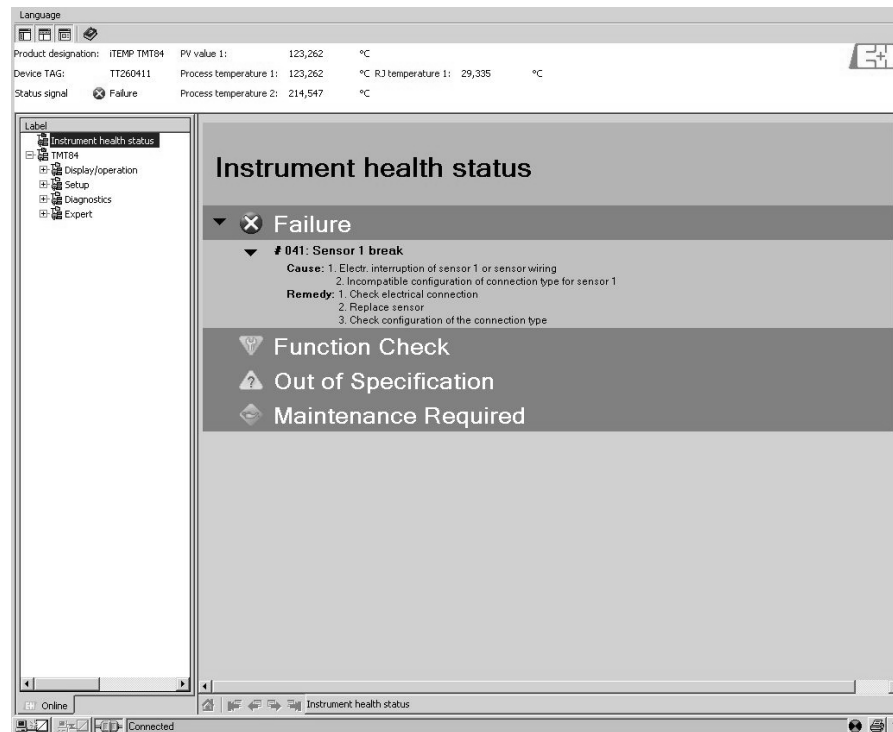 Language
Product designation: iTEMP TMT84 PV value 1: 123,262 °C
Device TAG: TT260411 Process temperature 1: 123,262 °C RJ temperature 1: 29,335 °C
Status signal Failure Process temperature 2: 214,547 °C
E+
Label
Instrument health status
TMT84
Display/operation
Setup
Diagnostics
Expert
Instrument health status
Failure
# 041: Sensor 1 break
Cause: 1. Electr. interruption of sensor 1 or sensor wiring
2. Incompatible configuration of connection type for sensor 1
Remedy: 1. Check electrical connection
2. Replace sensor
3. Check configuration of the connection type
Function Check
Out of Specification
Maintenance Required
Online
Instrument health status
Connected